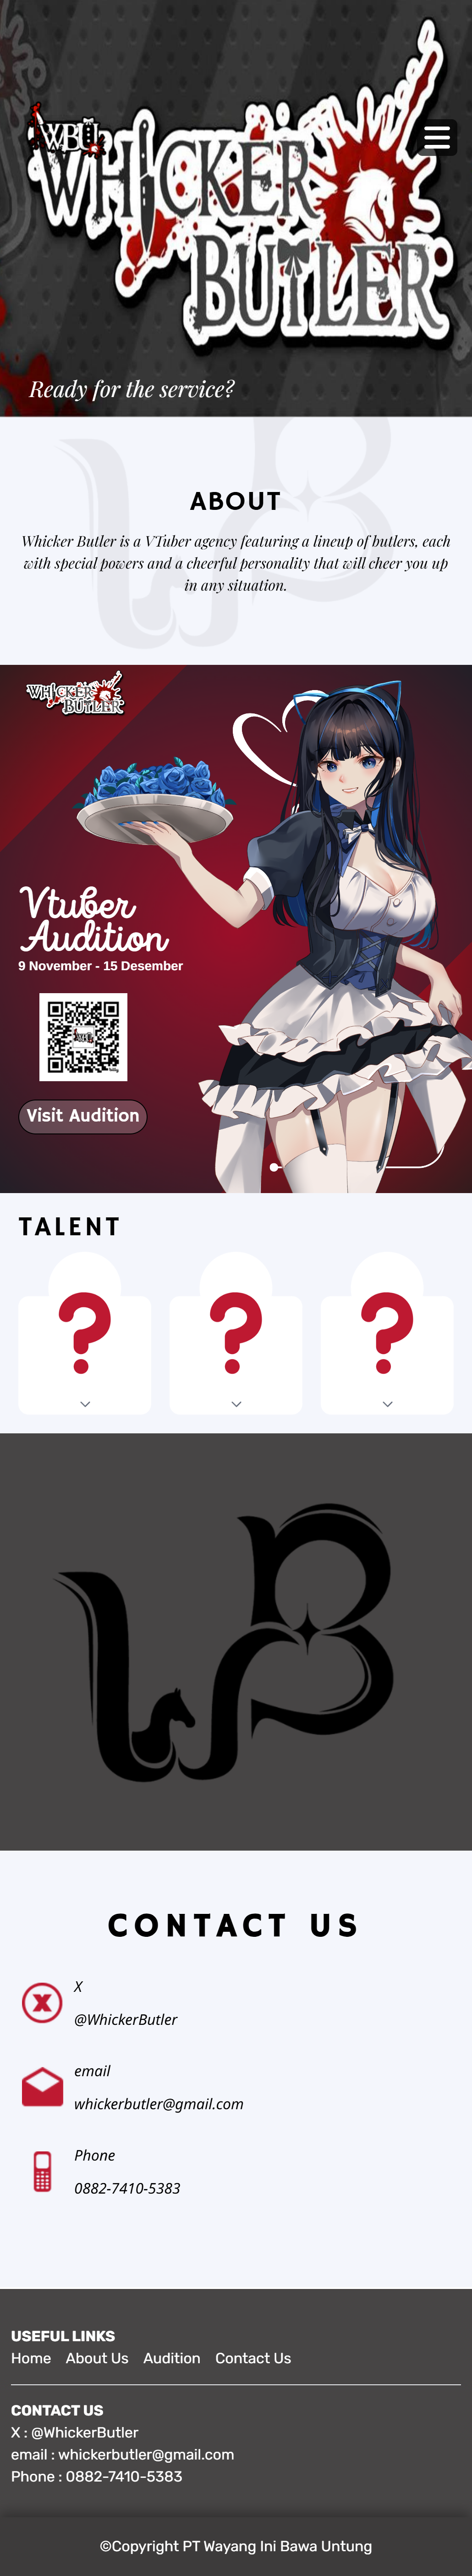 WBU
WHICKER
BUTLER
Ready for the service?
ABOUT
Whicker Butler is a VTuber agency featuring a lineup of butlers, each
with special powers and a cheerful personality that will cheer you up
in any situation.
WHICKER
BUTLER
Vtuber
Audition
9 November - 15 Desember
Visit Audition
TALENT
? ? ?
CONTACT US
X
@WhickerButler
email
whickerbutler@gmail.com
Phone
0882-7410-5383
USEFUL LINKS
Home About Us Audition Contact Us
CONTACT US
X : @WhickerButler
email : whickerbutler@gmail.com
Phone : 0882-7410-5383
©Copyright PT Wayang Ini Bawa Untung